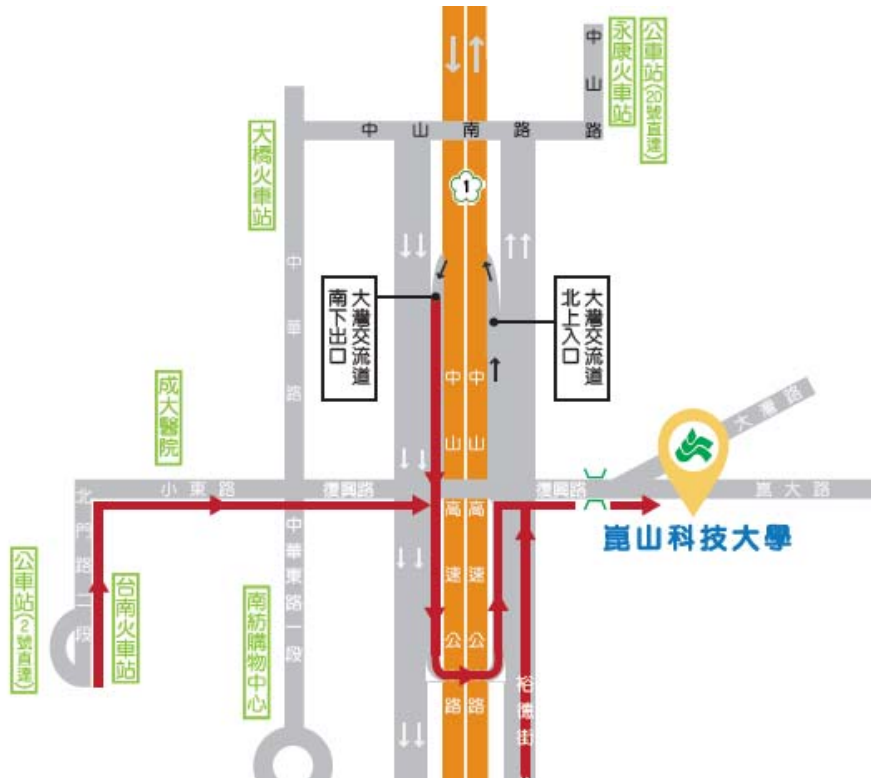 中山路
永康火車站
公車站(20號直達)
中山南路
大橋火車站
1
中華路
大灣交流道
南下出口
大灣交流道
北上入口
中山高速公路
中山高速公路
成大醫院
大灣路
小東路
復興路
復興路
崑大路
崑山科技大學
北門路二段
公車站(2號直達)
台南火車站
中華東路一段
南紡購物中心
裕德街